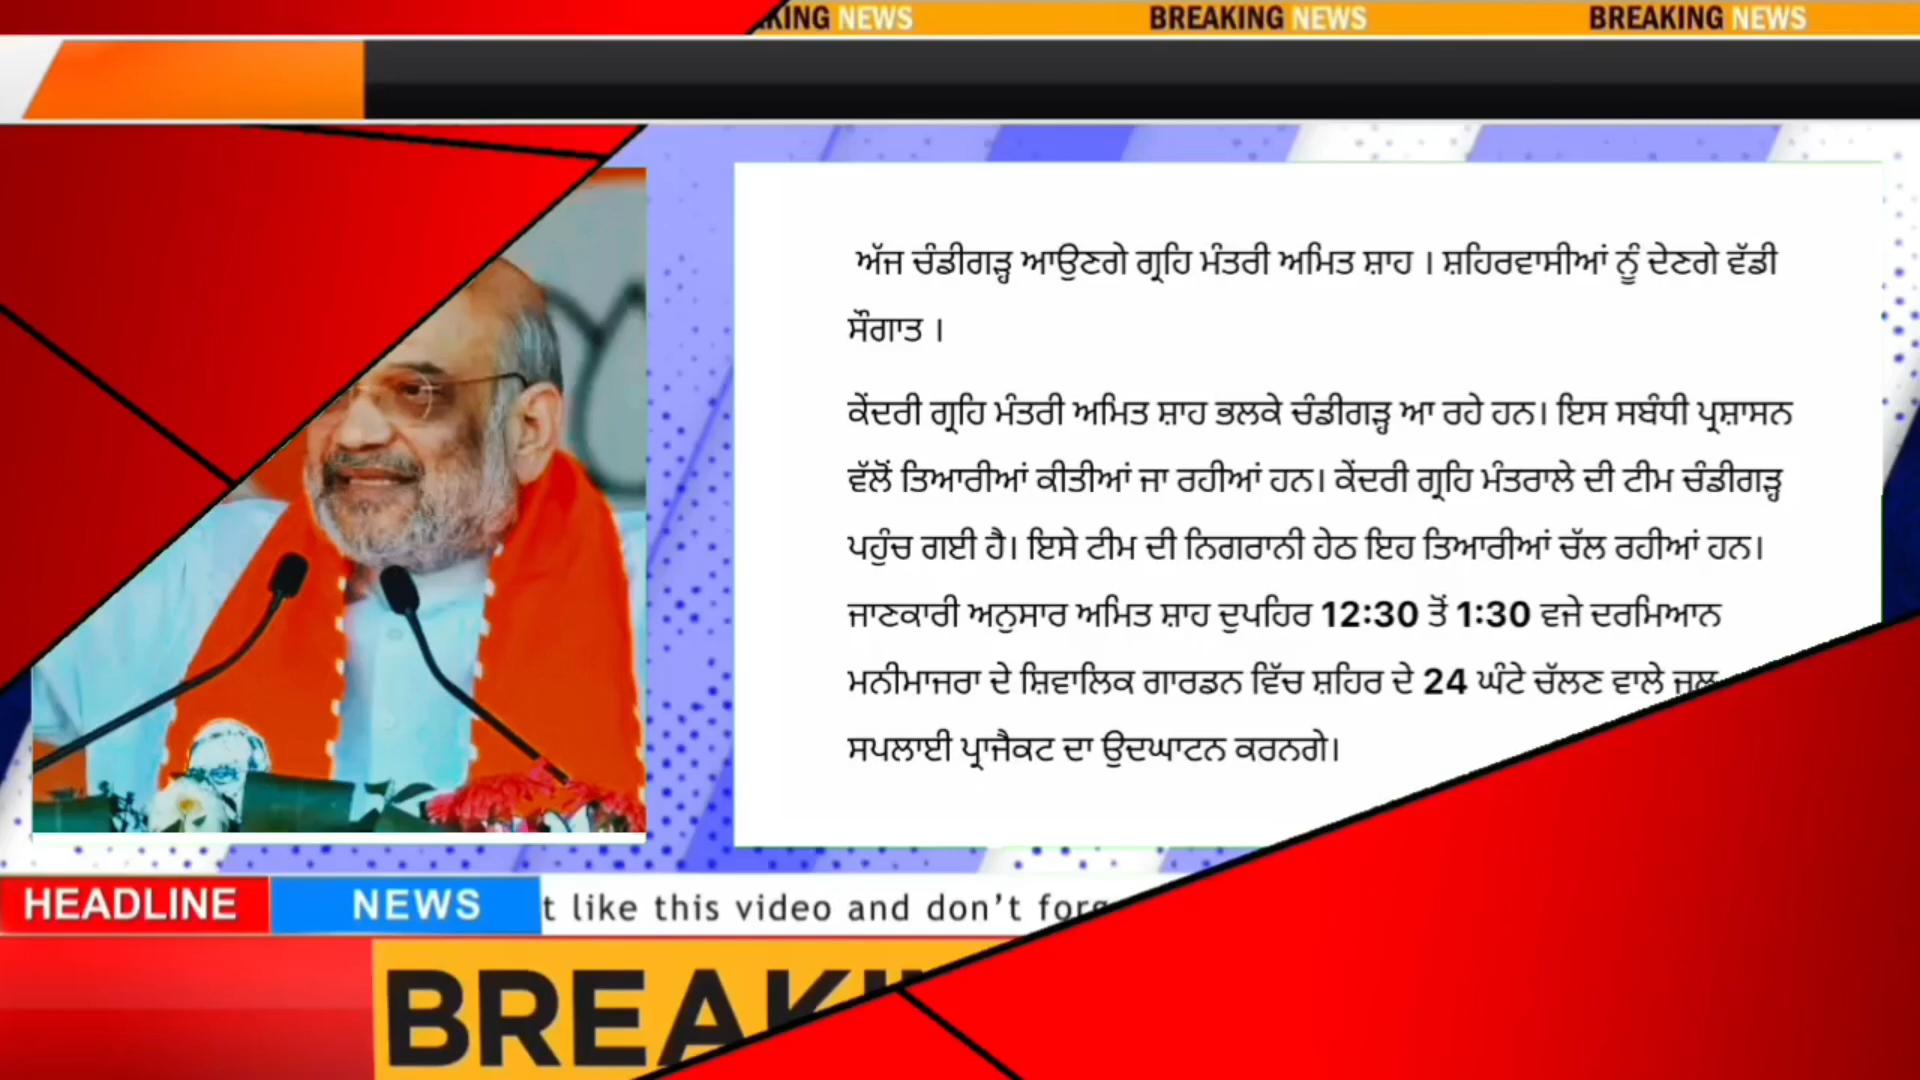 BREAKING NEWS BREAKING NEWS
ਅੱਜ ਚੰਡੀਗੜ੍ਹ ਆਉਣਗੇ ਗ੍ਰਹਿ ਮੰਤਰੀ ਅਮਿਤ ਸ਼ਾਹ । ਸ਼ਹਿਰਵਾਸੀਆਂ ਨੂੰ ਦੇਣਗੇ ਵੱਡੀ
ਸੌਗਾਤ ।
ਕੇਂਦਰੀ ਗ੍ਰਹਿ ਮੰਤਰੀ ਅਮਿਤ ਸ਼ਾਹ ਭਲਕੇ ਚੰਡੀਗੜ੍ਹ ਆ ਰਹੇ ਹਨ। ਇਸ ਸਬੰਧੀ ਪ੍ਰਸ਼ਾਸਨ
ਵੱਲੋਂ ਤਿਆਰੀਆਂ ਕੀਤੀਆਂ ਜਾ ਰਹੀਆਂ ਹਨ। ਕੇਂਦਰੀ ਗ੍ਰਹਿ ਮੰਤਰਾਲੇ ਦੀ ਟੀਮ ਚੰਡੀਗੜ੍ਹ
ਪਹੁੰਚ ਗਈ ਹੈ। ਇਸੇ ਟੀਮ ਦੀ ਨਿਗਰਾਨੀ ਹੇਠ ਇਹ ਤਿਆਰੀਆਂ ਚੱਲ ਰਹੀਆਂ ਹਨ।
ਜਾਣਕਾਰੀ ਅਨੁਸਾਰ ਅਮਿਤ ਸ਼ਾਹ ਦੁਪਹਿਰ 12:30 ਤੋਂ 1:30 ਵਜੇ ਦਰਮਿਆਨ
ਮਨੀਮਾਜਰਾ ਦੇ ਸ਼ਿਵਾਲਿਕ ਗਾਰਡਨ ਵਿੱਚ ਸ਼ਹਿਰ ਦੇ 24 ਘੰਟੇ ਚੱਲਣ ਵਾਲੇ ਜਲ
ਸਪਲਾਈ ਪ੍ਰਾਜੈਕਟ ਦਾ ਉਦਘਾਟਨ ਕਰਨਗੇ।
HEADLINE NEWS like this video and don't